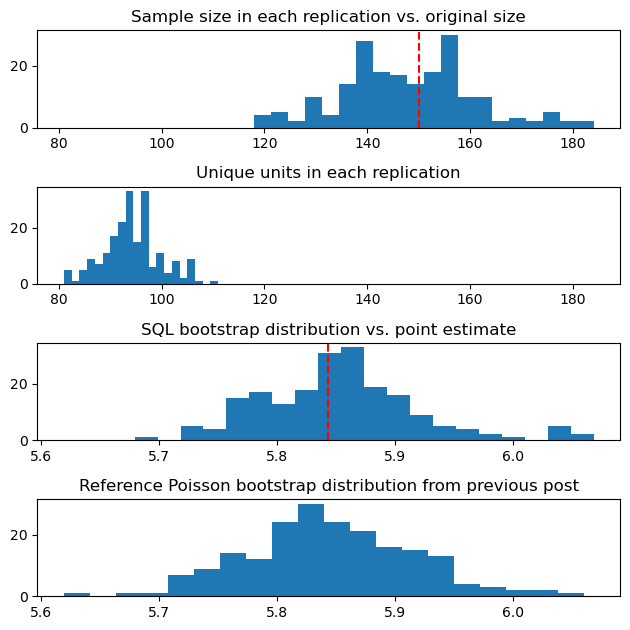 Sample size in each replication vs. original size
20
0
80 100 120 140 160 180
Unique units in each replication
20
0
80 100 120 140 160 180
SQL bootstrap distribution vs. point estimate
20
0
5.6 5.7 5.8 5.9 6.0
Reference Poisson bootstrap distribution from previous post
20
0
5.6 5.7 5.8 5.9 6.0